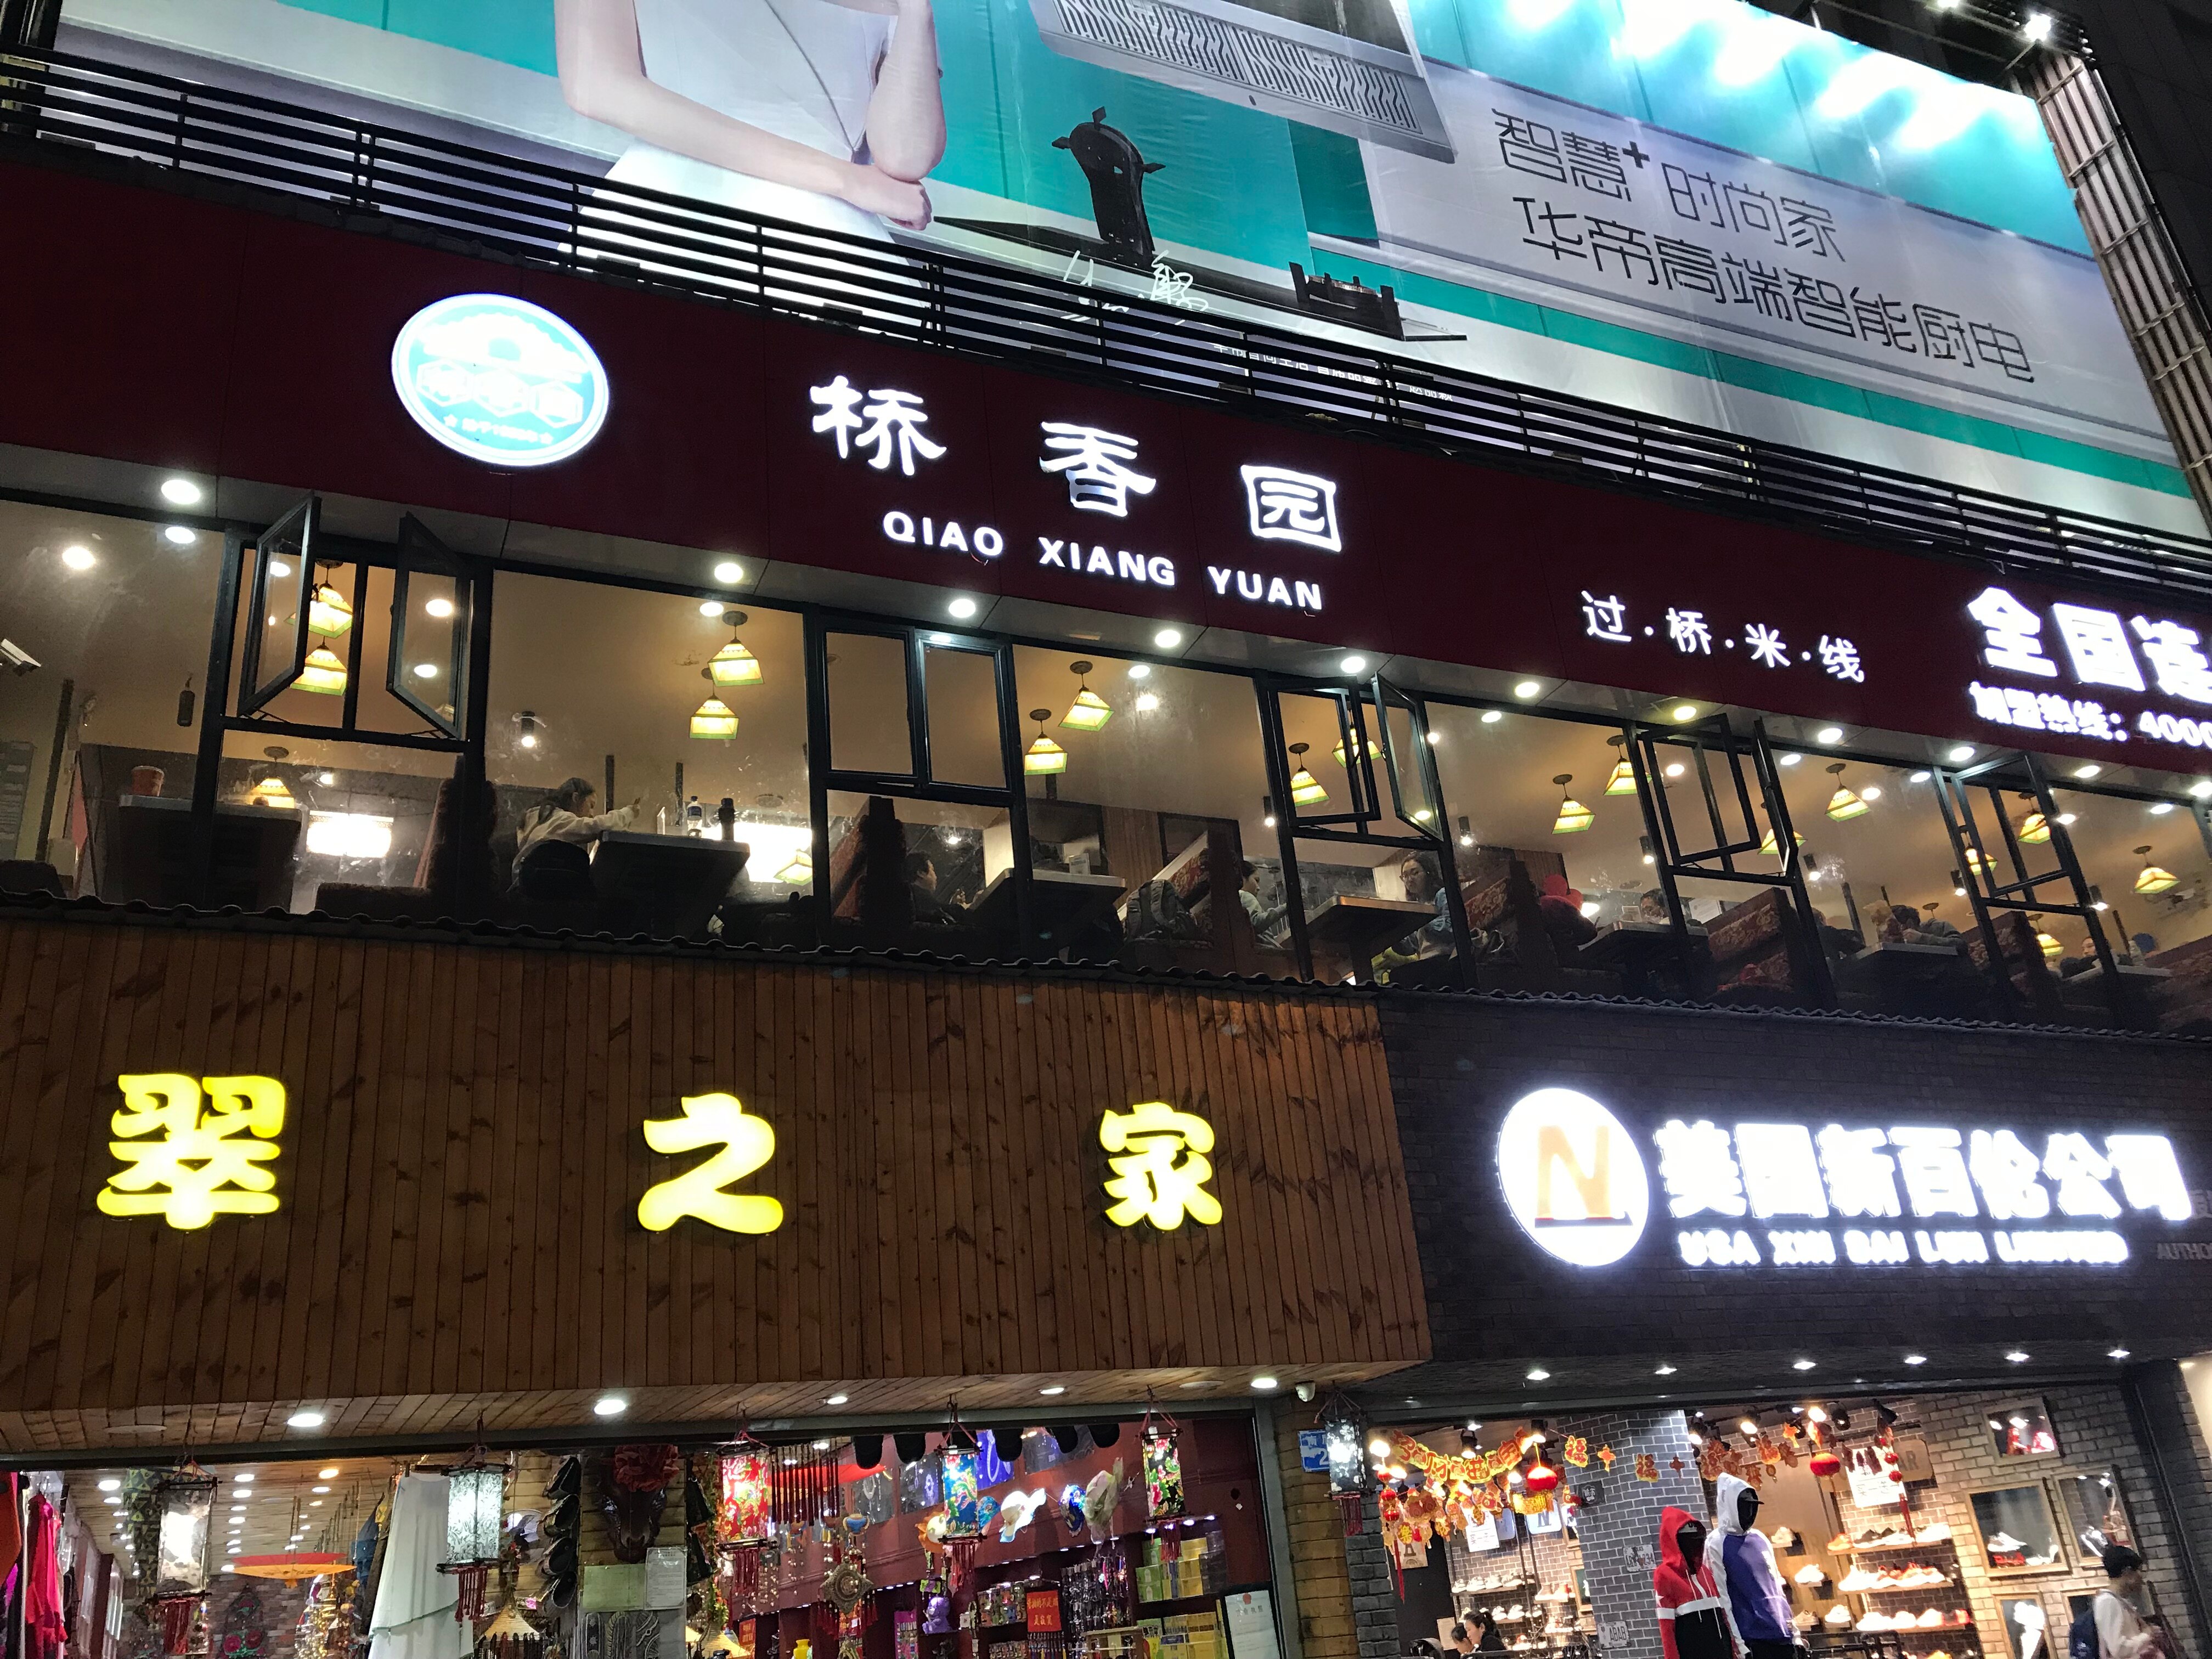 智慧+时尚家
华帝高端智能厨电
桥香园
QIAO XIANG YUAN
过·桥·米·线
全国连
加盟热线：4000
翠之家
N
美国新百伦公司
USA XIN BAI LUN LIMITED
AUTHO